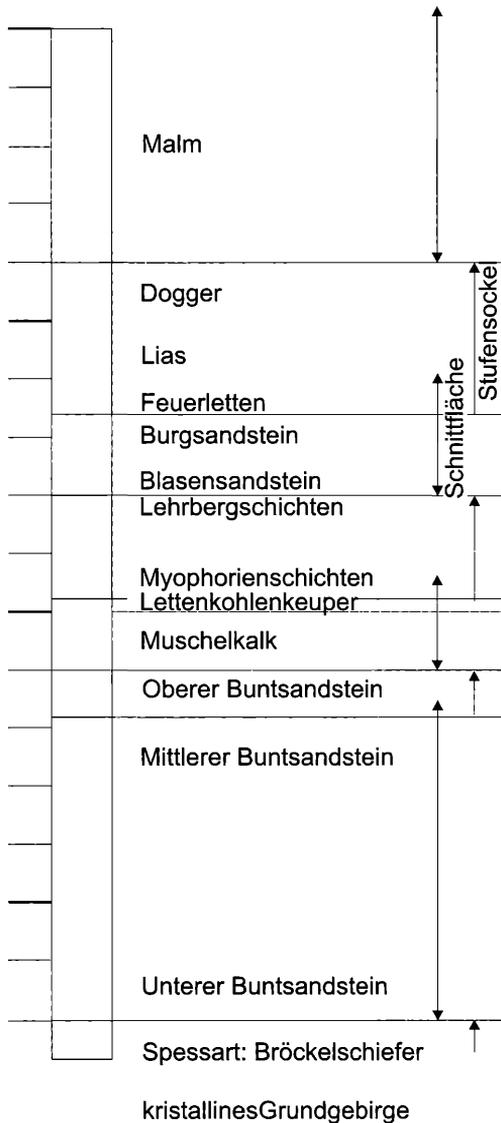 Malm
Dogger
Lias
Feuerletten
Burgsandstein
Blasensandstein
Lehrbergschichten
Myophorienschichten
Lettenkohlenkeuper
Muschelkalk
Oberer Buntsandstein
Mittlerer Buntsandstein
Unterer Buntsandstein
Spessart: Bröckelschiefer
kristallinesGrundgebirge
Schnittfläche
Stufensockel